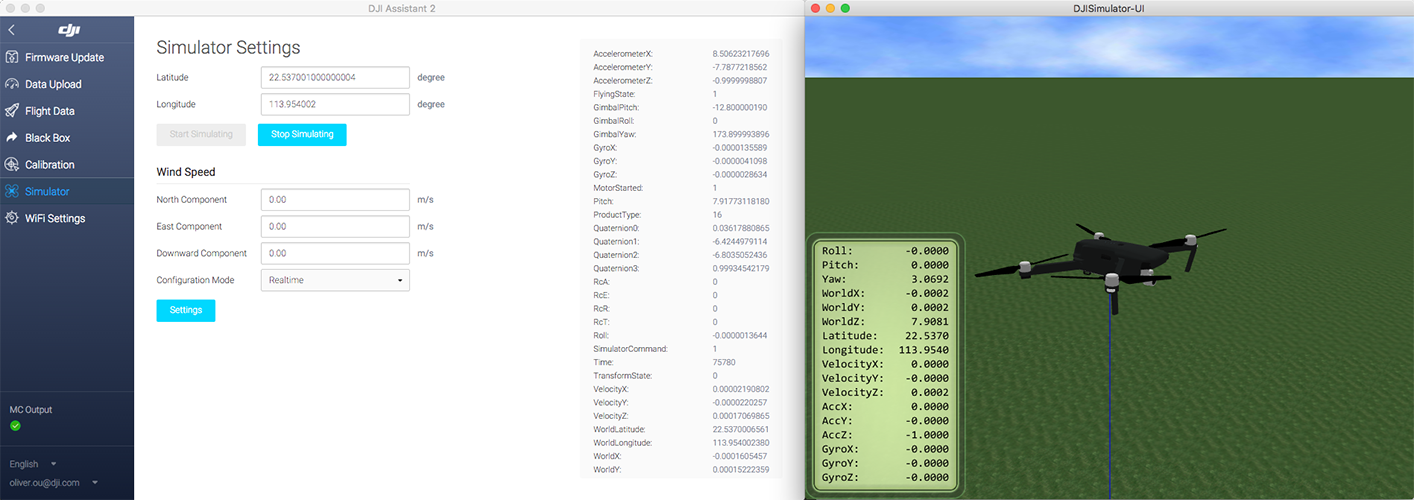 DJI Assistant 2
dji
Firmware Update
Data Upload
Flight Data
Black Box
Calibration
Simulator
WiFi Settings
MC Output
English
oliver.ou@dji.com
Simulator Settings
Latitude 22.537001000000004 degree
Longitude 113.954002 degree
Start Simulating Stop Simulating
Wind Speed
North Component 0.00 m/s
East Component 0.00 m/s
Downward Component 0.00 m/s
Configuration Mode Realtime
Settings
AccelerometerX: 8.50623217696
AccelerometerY: -7.7877218562
AccelerometerZ: -0.9999998807
FlyingState: 1
GimbalPitch: -12.800000190
GimbalRoll: 0
GimbalYaw: 173.899993896
GyroX: -0.0000135589
GyroY: -0.0000041098
GyroZ: -0.0000028634
MotorStarted: 1
Pitch: 7.91773118180
ProductType: 16
Quaternion0: 0.03617880865
Quaternion1: -6.4244979114
Quaternion2: -6.8035052436
Quaternion3: 0.99934542179
RcA: 0
RcE: 0
RcR: 0
RcT: 0
Roll: -0.0000013644
SimulatorCommand: 1
Time: 75780
TransformState: 0
VelocityX: 0.00002190802
VelocityY: -0.0000220257
VelocityZ: 0.00017069865
WorldLatitude: 22.5370006561
WorldLongitude: 113.954002380
WorldX: -0.0001605457
WorldY: 0.00015222359
DJISimulator-UI
Roll: -0.0000
Pitch: 0.0000
Yaw: 3.0692
WorldX: -0.0002
WorldY: 0.0002
WorldZ: 7.9081
Latitude: 22.5370
Longitude: 113.9540
VelocityX: 0.0000
VelocityY: -0.0000
VelocityZ: 0.0002
AccX: 0.0000
AccY: -0.0000
AccZ: -1.0000
GyroX: -0.0000
GyroY: -0.0000
GyroZ: -0.0000